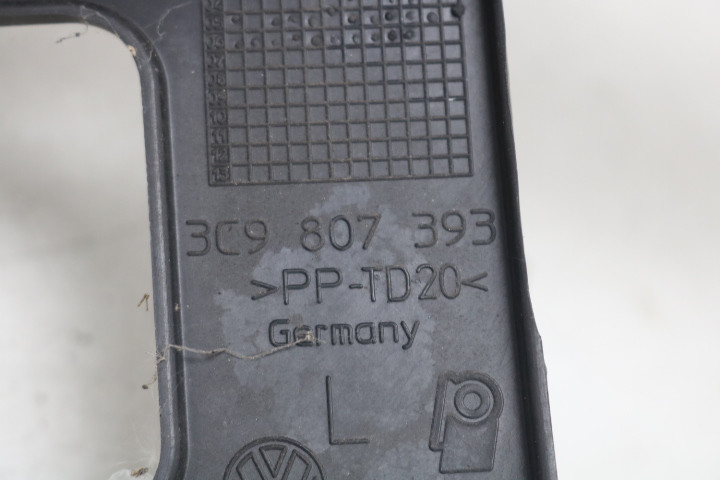 3C9 807 393
>PP-TD20<
Germany
L